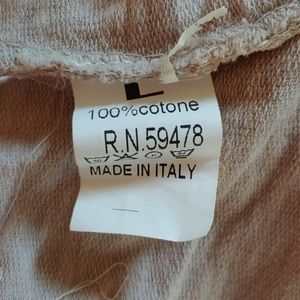 L
100%cotone
R.N.59478
MADE IN ITALY